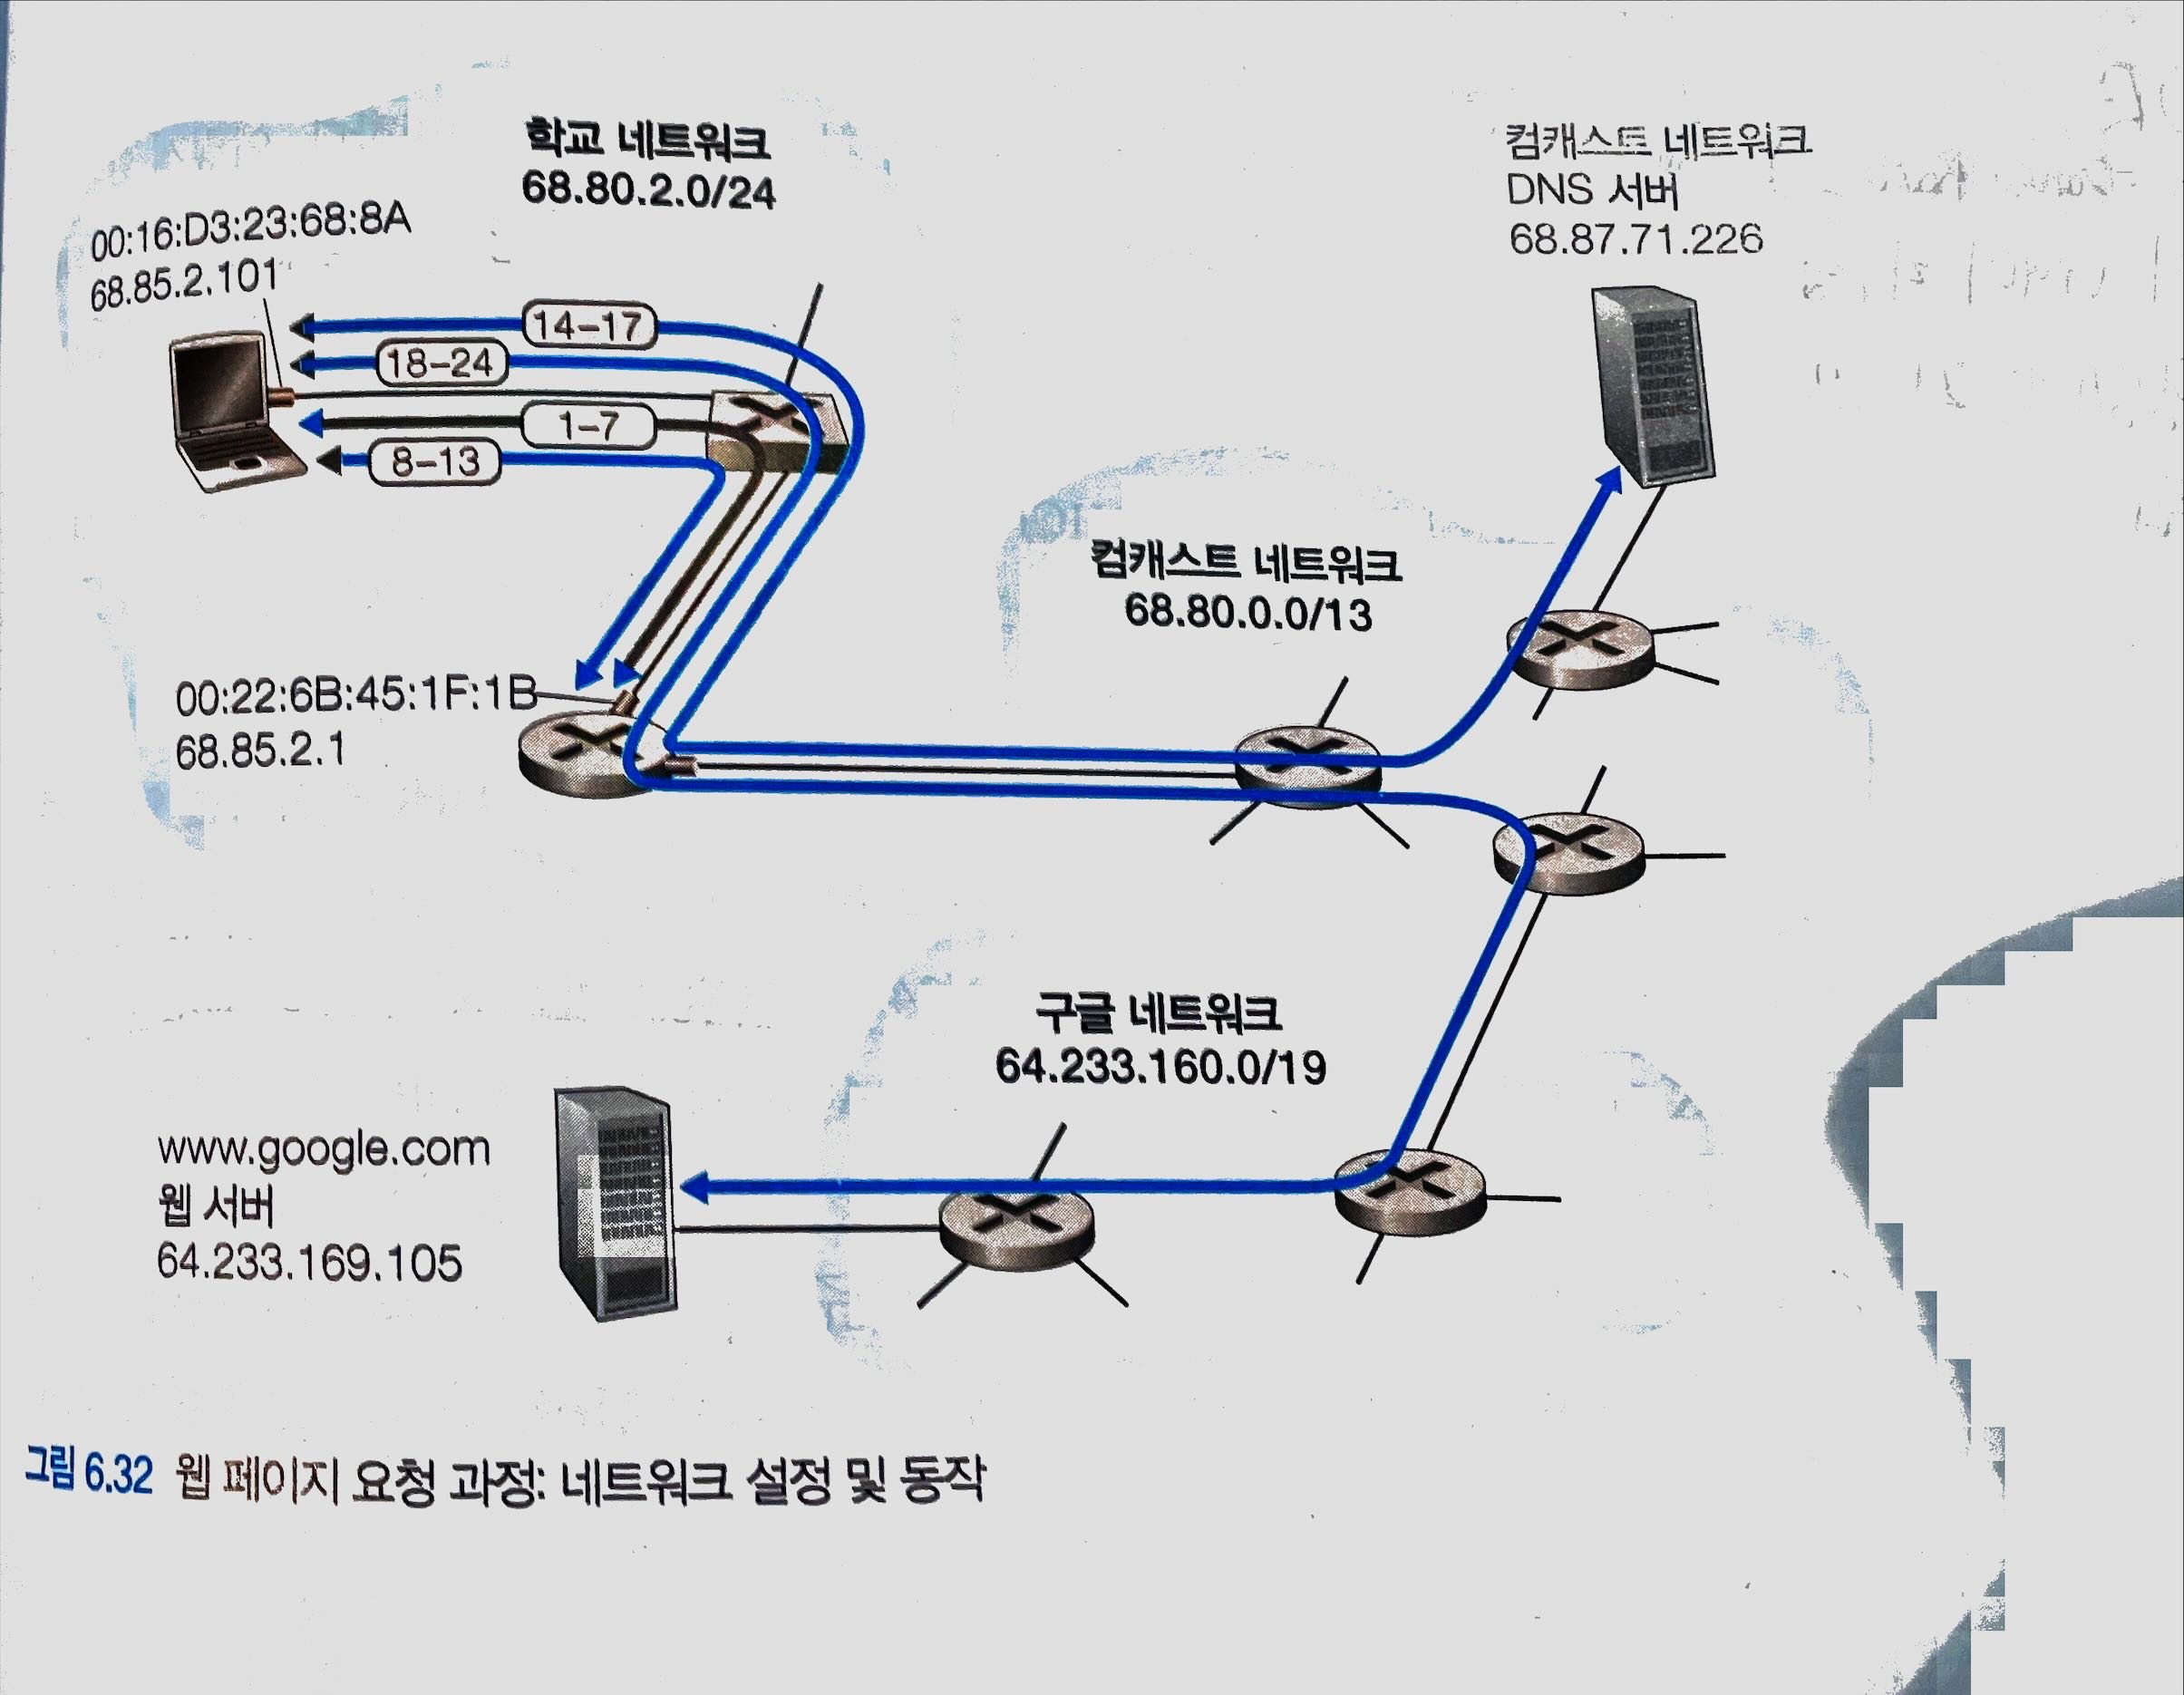 학교 네트워크
68.80.2.0/24
컴캐스트 네트워크
DNS 서버
68.87.71.226
00:16:D3:23:68:8A
68.85.2.101
14–17
18–24
1–7
8–13
컴캐스트 네트워크
68.80.0.0/13
00:22:6B:45:1F:1B
68.85.2.1
구글 네트워크
64.233.160.0/19
www.google.com
웹 서버
64.233.169.105
그림 6.32 웹 페이지 요청 과정: 네트워크 설정 및 동작